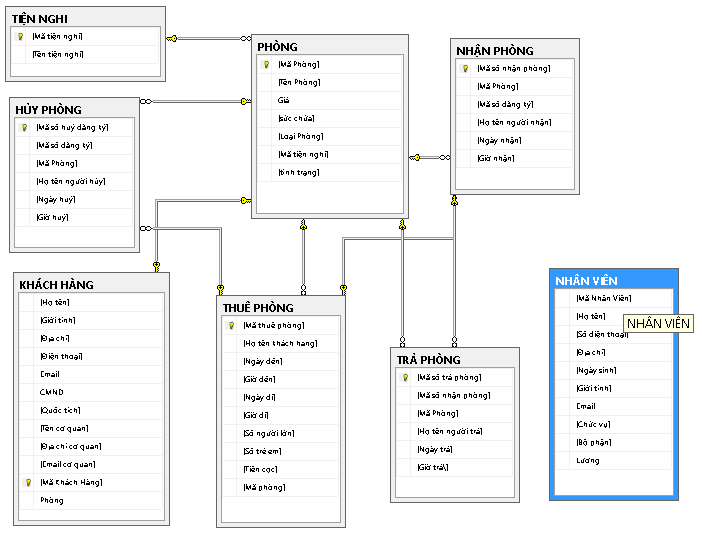 TIỆN NGHI
[Mã tiện nghi]
[Tên tiện nghi]
HỦY PHÒNG
[Mã số huỷ đăng ký]
[Mã số đăng ký]
[Mã Phòng]
[Họ tên người hủy]
[Ngày huỷ]
[Giờ huỷ]
KHÁCH HÀNG
[Họ tên]
[Giới tính]
[Địa chỉ]
[Điện thoại]
Email
CMND
[Quốc tịch]
[Tên cơ quan]
[Địa chỉ cơ quan]
[Email cơ quan]
[Mã Khách Hàng]
Phòng
PHÒNG
[Mã Phòng]
[Tên Phòng]
Giá
[sức chứa]
[Loại Phòng]
[Mã tiện nghi]
[tình trạng]
THUÊ PHÒNG
[Mã thuê phòng]
[Họ tên khách hang]
[Ngày đến]
[Giờ đến]
[Ngày đi]
[Giờ đi]
[Số người lớn]
[Số trẻ em]
[Tiền cọc]
[Mã phòng]
NHẬN PHÒNG
[Mã số nhận phòng]
[Mã Phòng]
[Mã số đăng ký]
[Họ tên người nhận]
[Ngày nhận]
[Giờ nhận]
TRẢ PHÒNG
[Mã số trả phòng]
[Mã số nhận phòng]
[Mã Phòng]
[Họ tên người trả]
[Ngày trả]
[Giờ trả\]
NHÂN VIÊN
[Mã Nhân Viên]
[Họ tên]
[Số điện thoại]
[Địa chỉ]
[Ngày sinh]
[Giới tính]
Email
[Chức vụ]
[Bộ phận]
Lương
NHÂN VIÊN